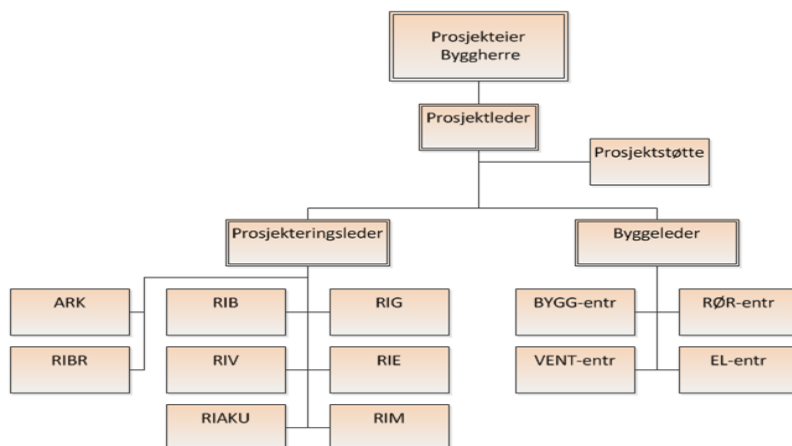 Prosjekteier
Byggherre
Prosjektleder
Prosjektstøtte
Prosjekteringsleder
Byggeleder
ARK
RIB
RIG
BYGG-entr
RØR-entr
RIBR
RIV
RIE
VENT-entr
EL-entr
RIAKU
RIM